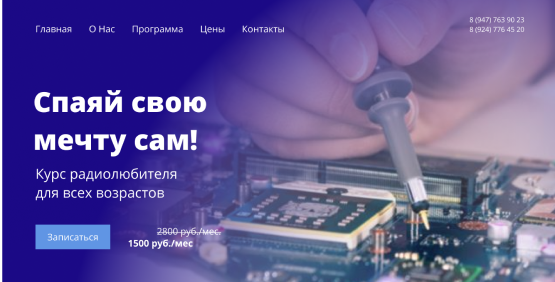 Главная О Нас Программа Цены Контакты
8 (947) 763 90 23
8 (924) 776 45 20
Спаяй свою
мечту сам!
Курс радиолюбителя
для всех возрастов
Записаться
2800 руб./мес.
1500 руб./мес